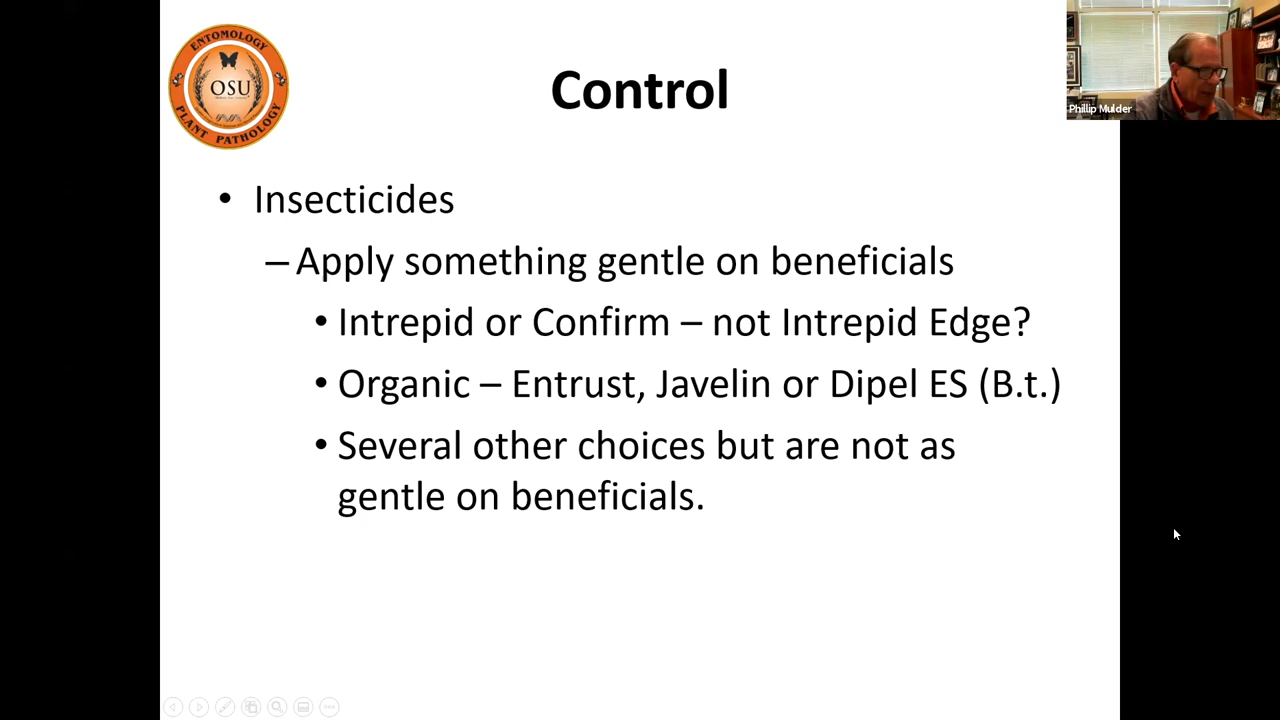 ENTOMOLOGY
OSU
PLANT PATHOLOGY
Control
Phillip Mulder
• Insecticides
– Apply something gentle on beneficials
• Intrepid or Confirm – not Intrepid Edge?
• Organic – Entrust, Javelin or Dipel ES (B.t.)
• Several other choices but are not as
gentle on beneficials.